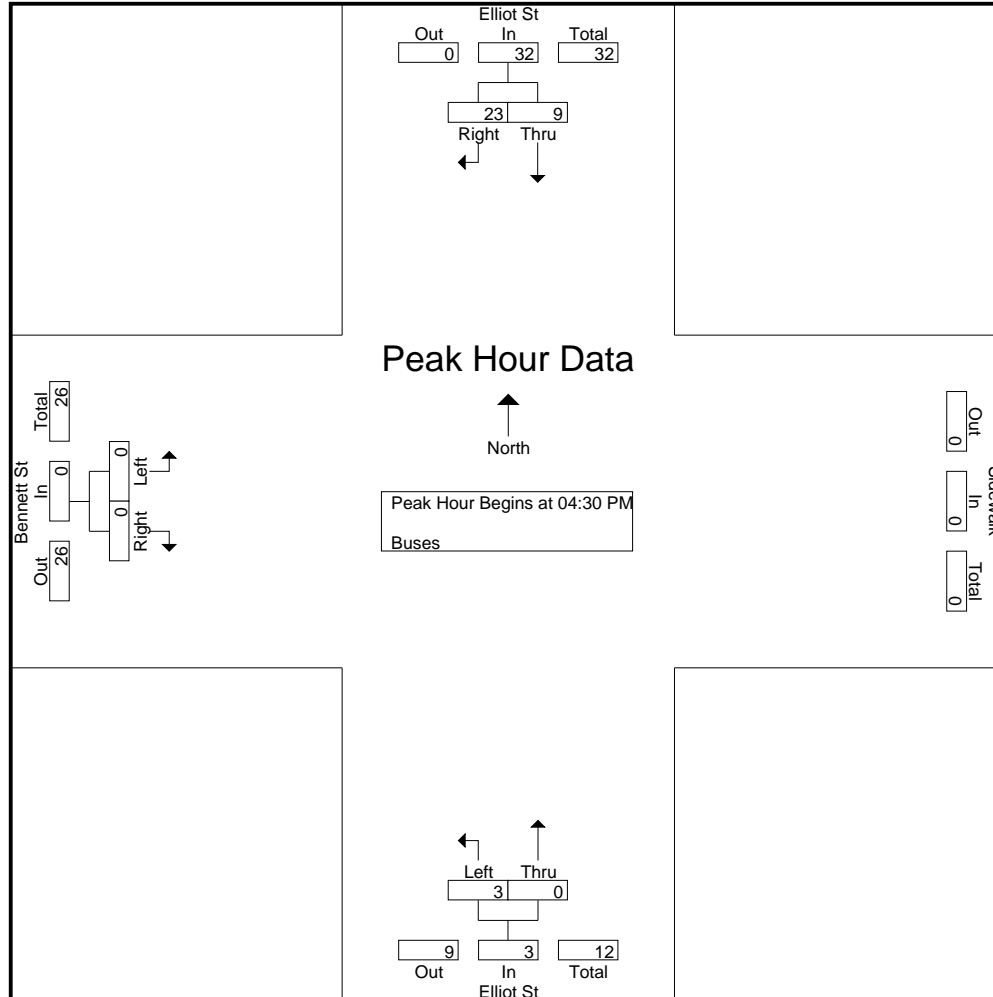 Elliot St
Out In Total
0 32 32
23 9
Right Thru
Peak Hour Data
North
Peak Hour Begins at 04:30 PM
Buses
Bennett St
Total In Out
26 0 26
0 0
Left Right
Out In Total
0 0 0
Left Thru
3 0
9 3 12
Out In Total
Elliot St